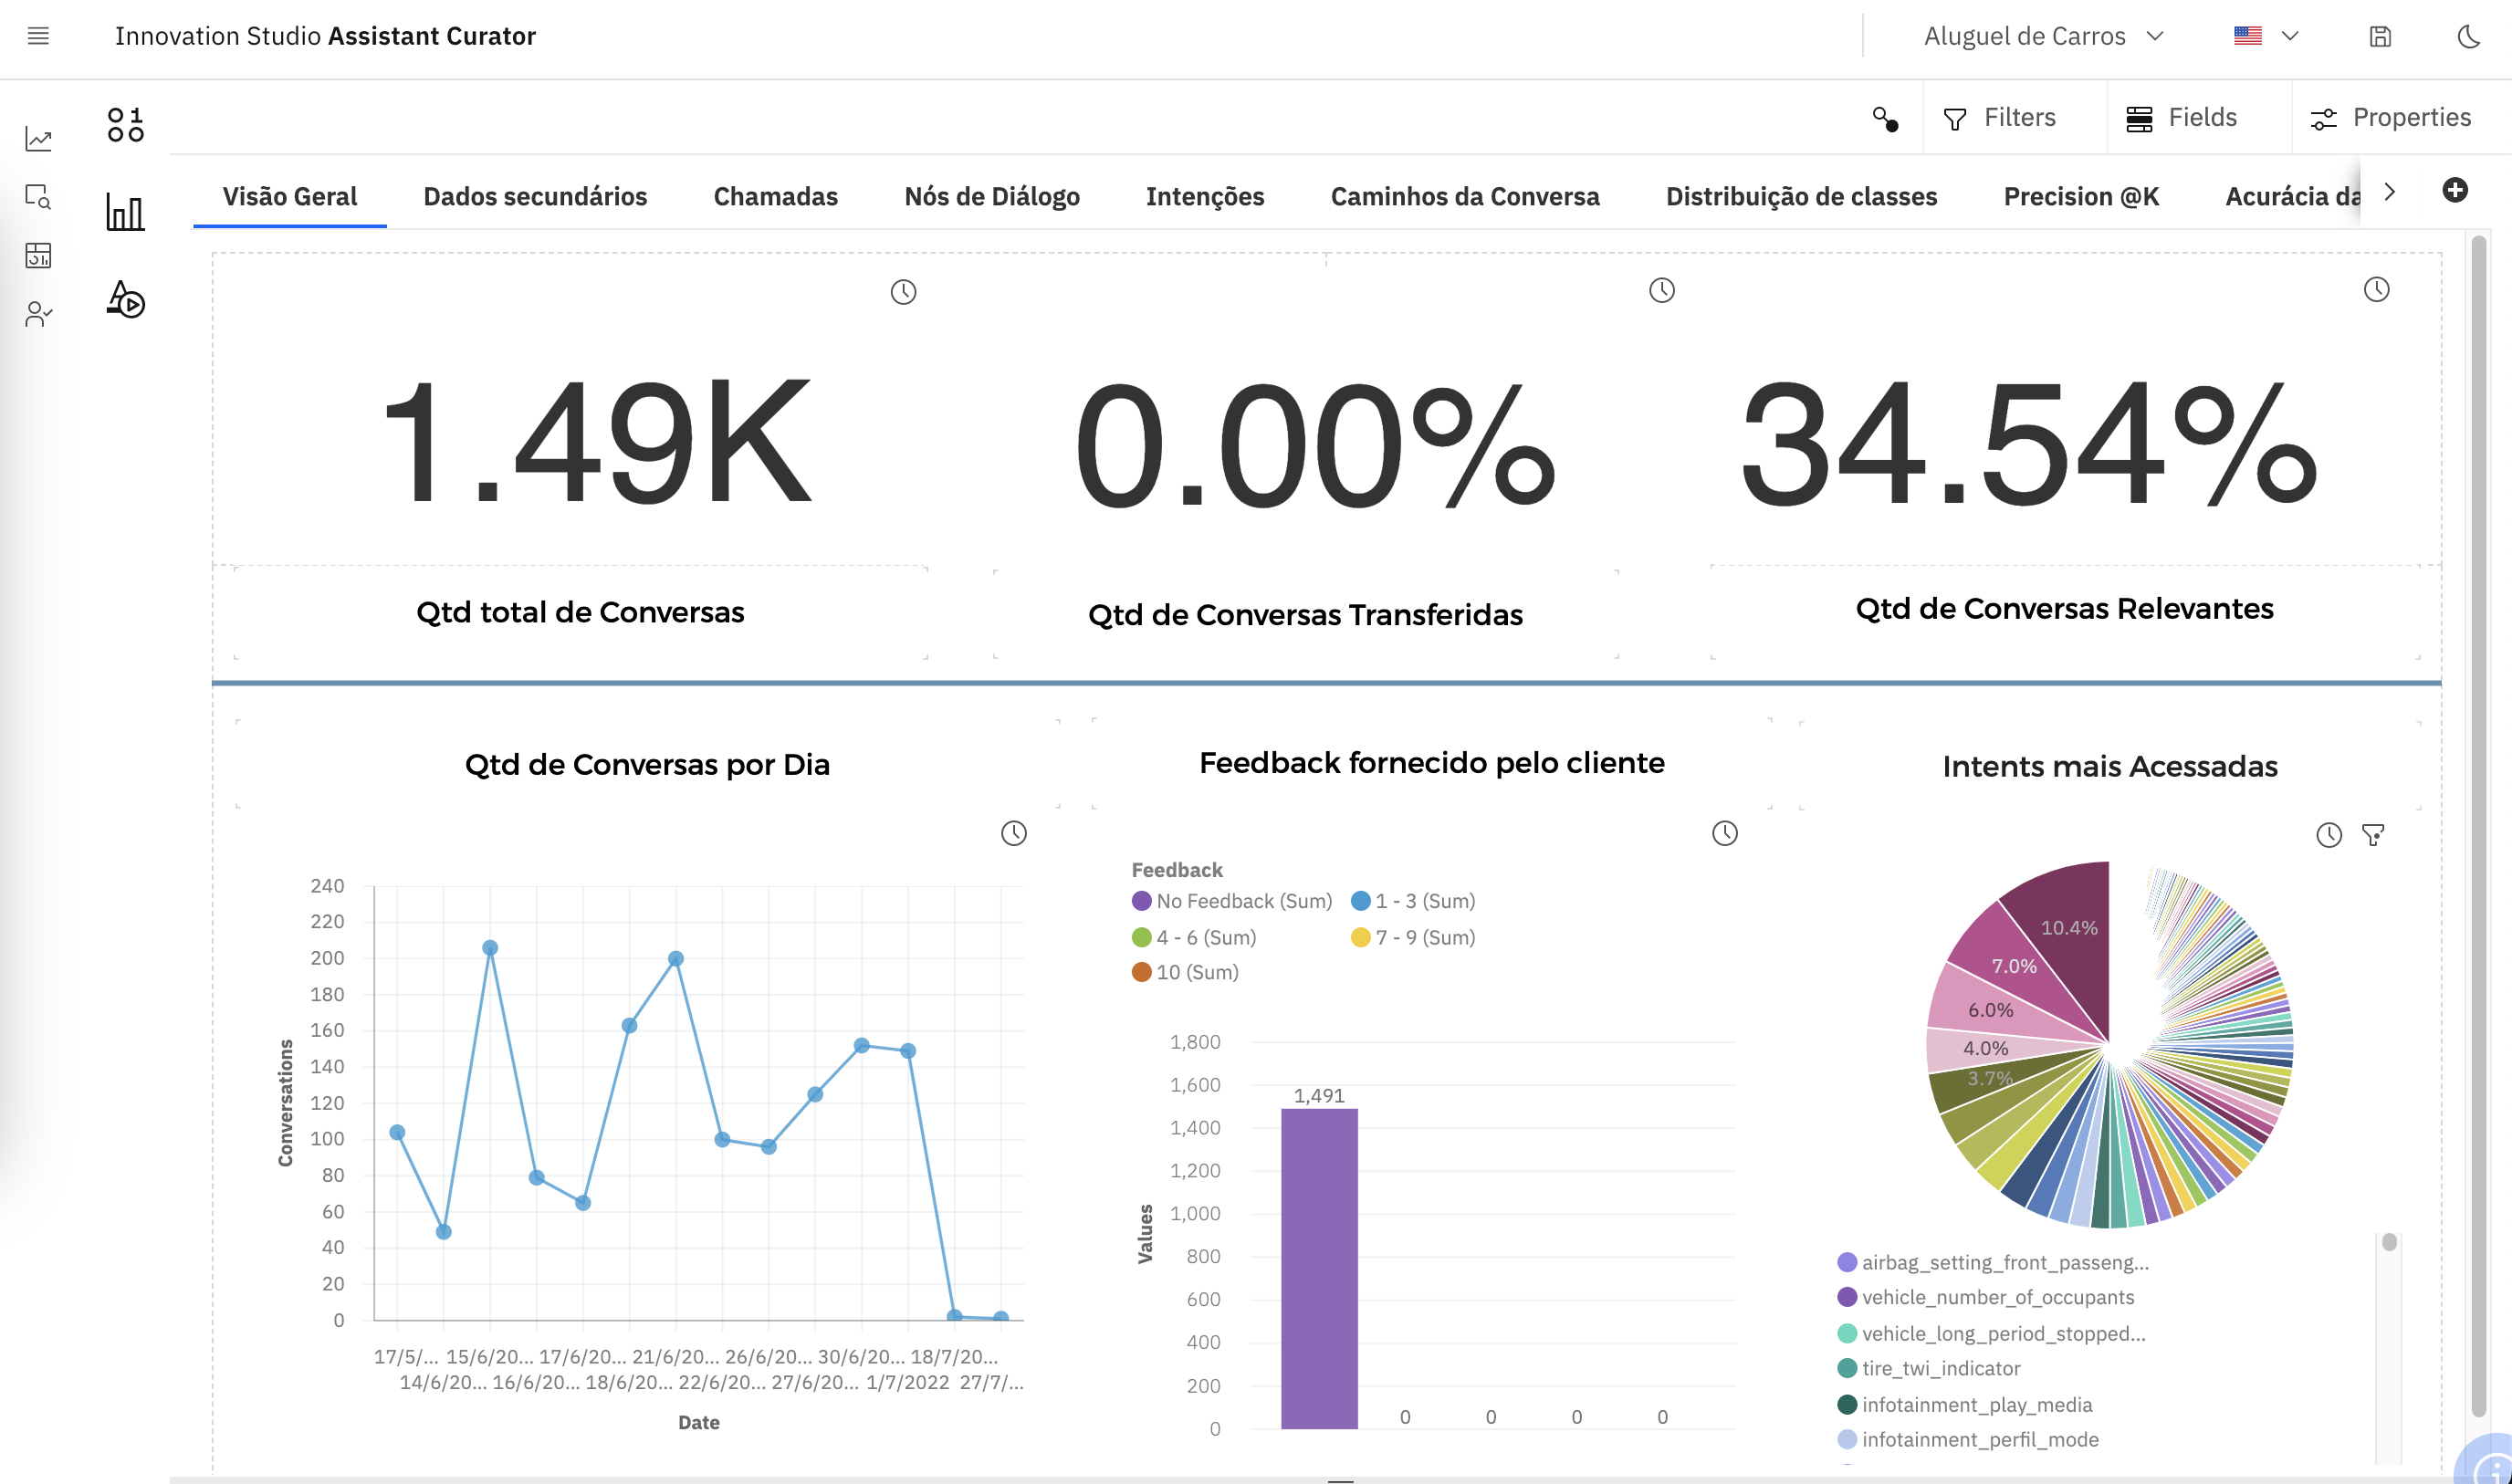 Innovation Studio Assistant Curator
Aluguel de Carros
Filters
Fields
Properties
Visão Geral
Dados secundários
Chamadas
Nós de Diálogo
Intenções
Caminhos da Conversa
Distribuição de classes
Precision @K
Acurácia da
1.49K
0.00%
34.54%
Qtd total de Conversas
Qtd de Conversas Transferidas
Qtd de Conversas Relevantes
Qtd de Conversas por Dia
Feedback fornecido pelo cliente
Intents mais Acessadas
Conversations
240
220
200
180
160
140
120
100
80
60
40
20
0
17/5/... 15/6/20... 17/6/20... 21/6/20... 26/6/20... 30/6/20... 18/7/20...
14/6/20... 16/6/20... 18/6/20... 22/6/20... 27/6/20... 1/7/2022 27/7/...
Date
Feedback
No Feedback (Sum)
1 - 3 (Sum)
4 - 6 (Sum)
7 - 9 (Sum)
10 (Sum)
Values
1,800
1,600
1,400
1,200
1,000
800
600
400
200
0
1,491
0
0
0
0
10.4%
7.0%
6.0%
4.0%
3.7%
airbag_setting_front_passeng...
vehicle_number_of_occupants
vehicle_long_period_stopped...
tire_twi_indicator
infotainment_play_media
infotainment_perfil_mode